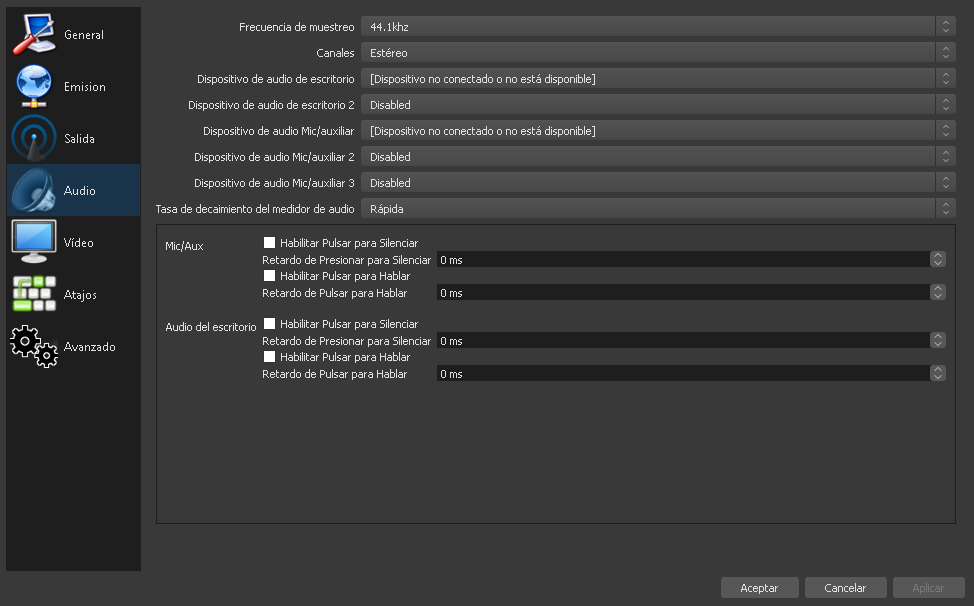 General
Emision
Salida
Audio
Vídeo
Atajos
Avanzado
Frecuencia de muestreo 44.1khz
Canales Estéreo
Dispositivo de audio de escritorio [Dispositivo no conectado o no está disponible]
Dispositivo de audio de escritorio 2 Disabled
Dispositivo de audio Mic/auxiliar [Dispositivo no conectado o no está disponible]
Dispositivo de audio Mic/auxiliar 2 Disabled
Dispositivo de audio Mic/auxiliar 3 Disabled
Tasa de decaimiento del medidor de audio Rápida
Mic/Aux Habilitar Pulsar para Silenciar
Retardo de Presionar para Silenciar 0 ms
Habilitar Pulsar para Hablar
Retardo de Pulsar para Hablar 0 ms
Audio del escritorio Habilitar Pulsar para Silenciar
Retardo de Presionar para Silenciar 0 ms
Habilitar Pulsar para Hablar
Retardo de Pulsar para Hablar 0 ms
Aceptar Cancelar Aplicar